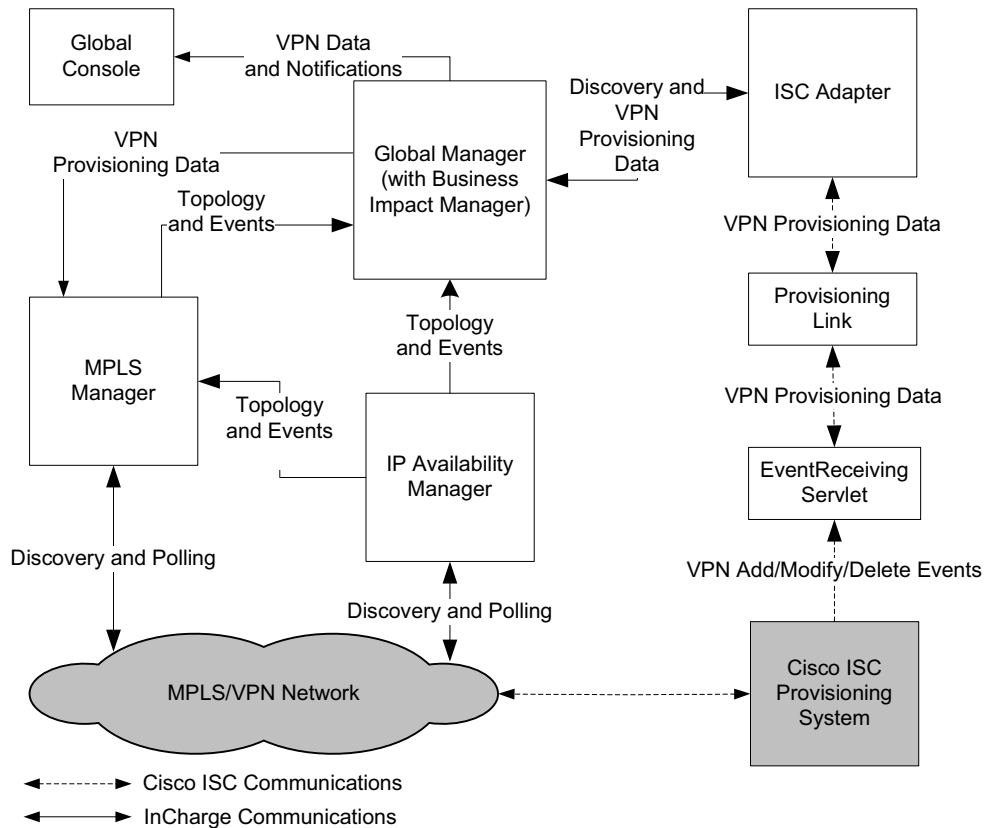 Global
Console
VPN Data
and Notifications
Discovery and
VPN
Provisioning
Data
ISC Adapter
VPN
Provisioning Data
Global Manager
(with Business
Impact Manager)
Topology
and Events
VPN Provisioning Data
Provisioning
Link
MPLS
Manager
Topology
and Events
Topology
and Events
VPN Provisioning Data
IP Availability
Manager
EventReceiving
Servlet
Discovery and Polling
VPN Add/Modify/Delete Events
Discovery and Polling
MPLS/VPN Network
Cisco ISC
Provisioning
System
Cisco ISC Communications
InCharge Communications